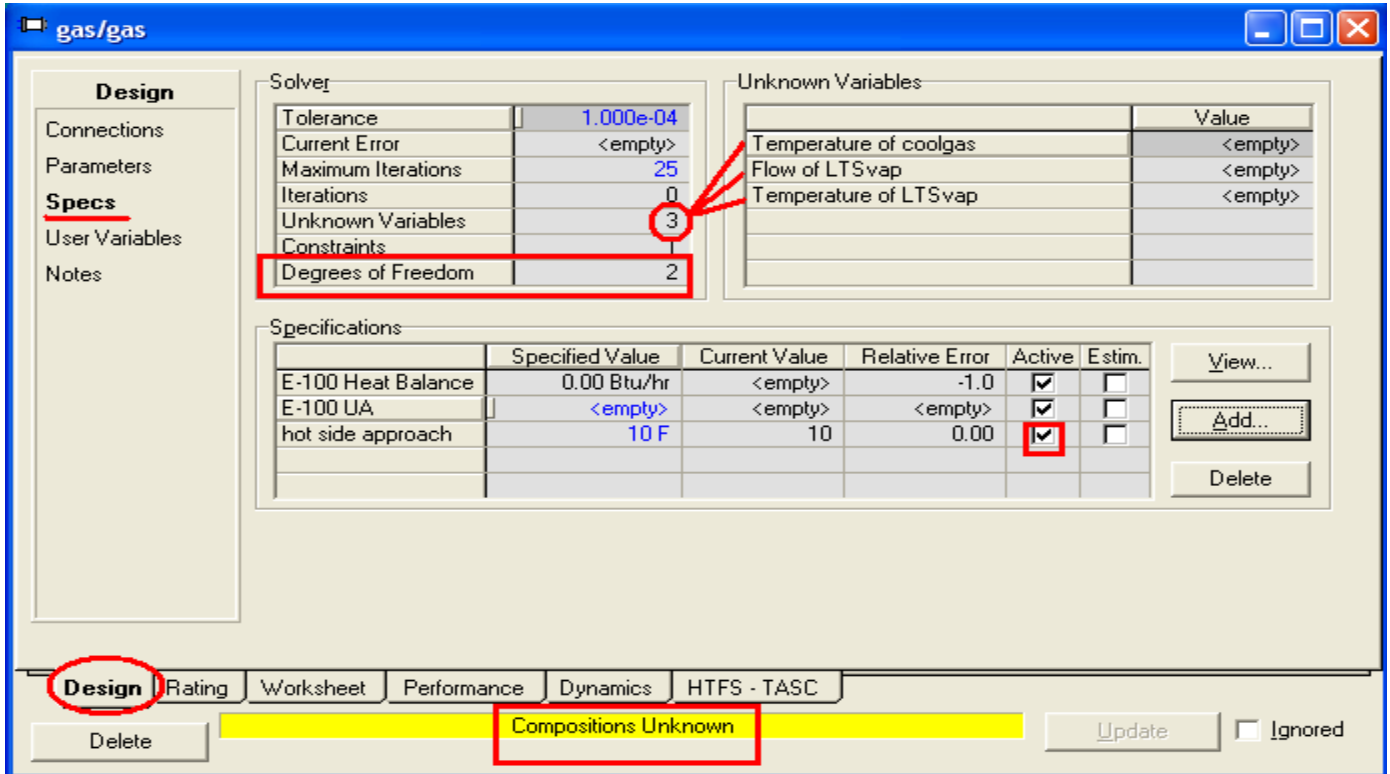 gas/gas
Design
Connections
Parameters
Specs
User Variables
Notes
Solver
Tolerance 1.000e-04
Current Error <empty>
Maximum Iterations 25
Iterations 0
Unknown Variables 3
Constraints 1
Degrees of Freedom 2
Unknown Variables
Value
Temperature of coolgas <empty>
Flow of LTSvap <empty>
Temperature of LTSvap <empty>
Specifications
Specified Value Current Value Relative Error Active Estim.
E-100 Heat Balance 0.00 Btu/hr <empty> -1.0
E-100 UA <empty> <empty> <empty>
hot side approach 10 F 10 0.00
View...
Add...
Delete
Design Rating Worksheet Performance Dynamics HTFS - TASC
Delete Compositions Unknown Update Ignored